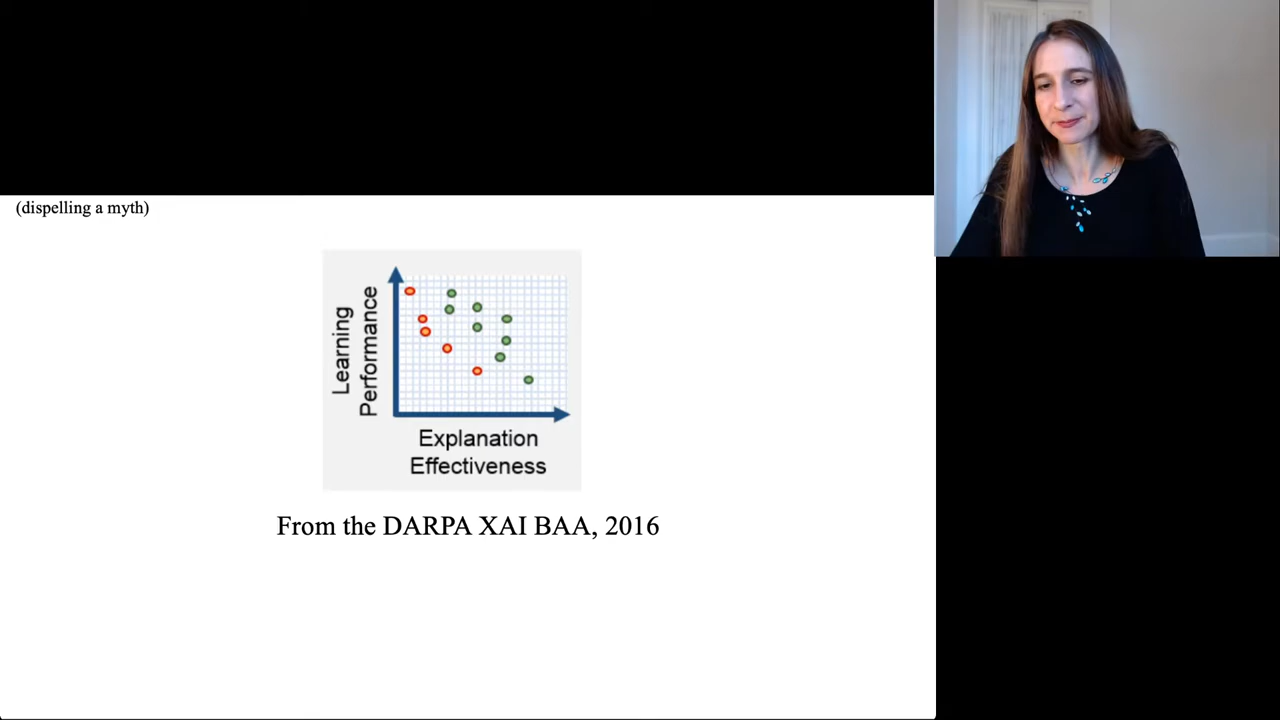 (dispelling a myth)
Learning
Performance
Explanation
Effectiveness
From the DARPA XAI BAA, 2016